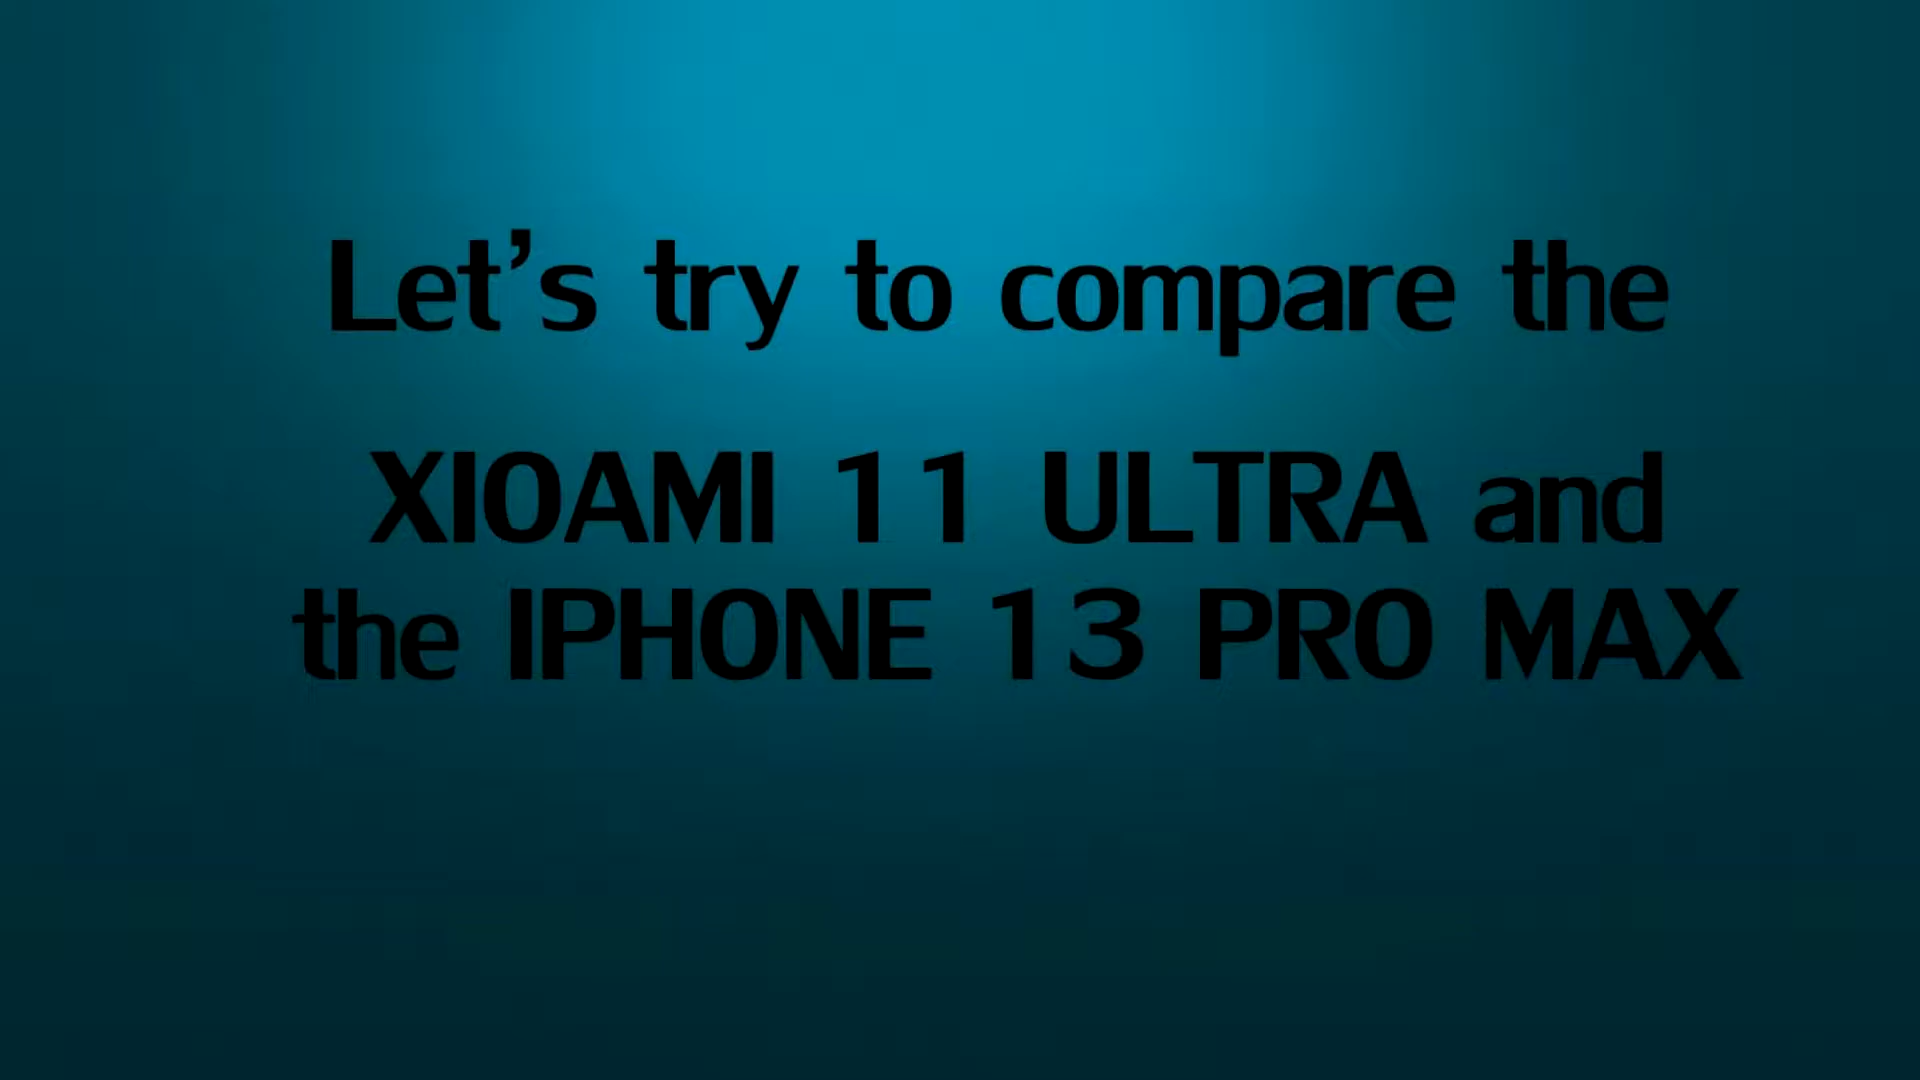 Let’s try to compare the
XIOAMI 11 ULTRA and
the IPHONE 13 PRO MAX